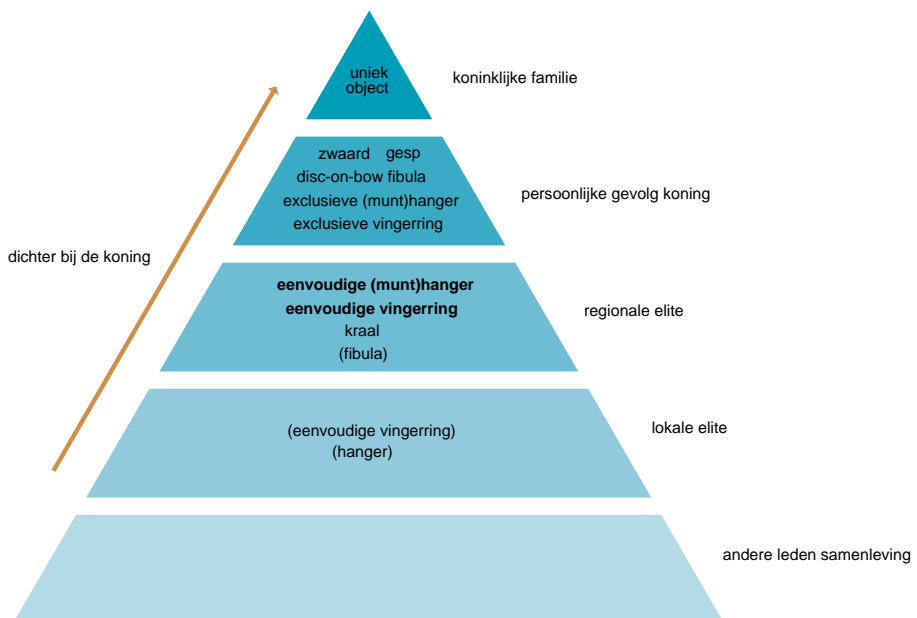 uniek
object
koninklijke familie
zwaard gesp
disc-on-bow fibula
exclusieve (munt)hanger
exclusieve vingerring
persoonlijke gevolg koning
dichter bij de koning
eenvoudige (munt)hanger
eenvoudige vingerring
kraal
(fibula)
regionale elite
(eenvoudige vingerring)
(hanger)
lokale elite
andere leden samenleving